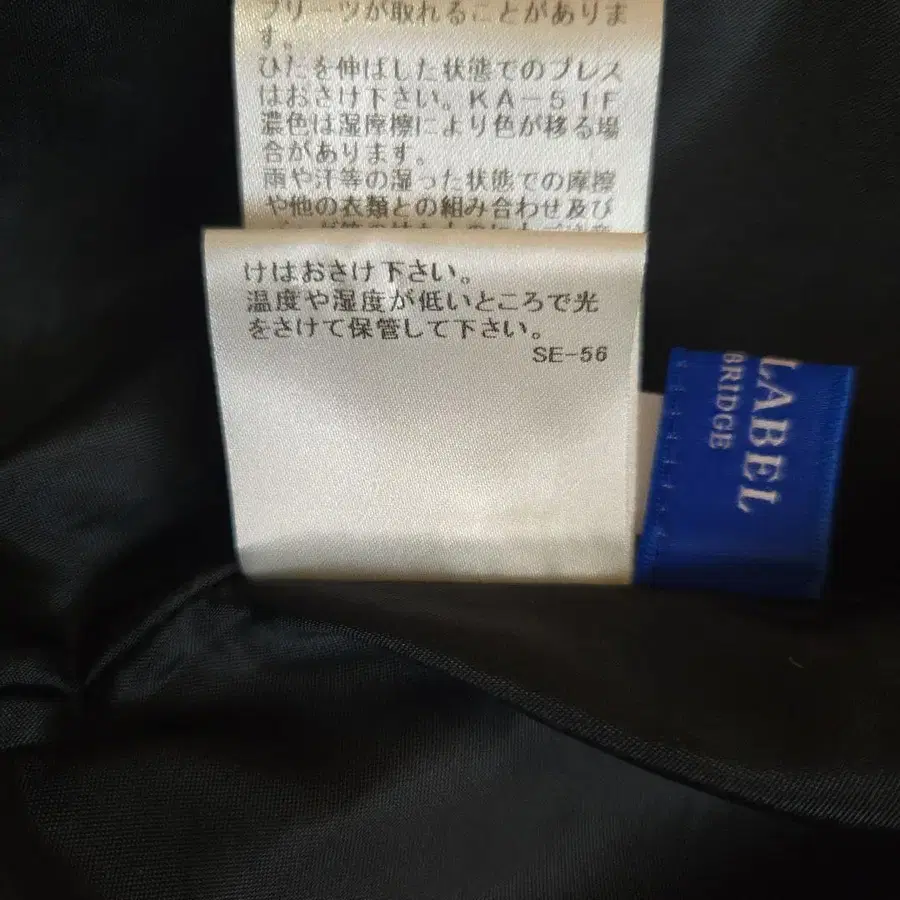 プリーツが取れることがありま
す。
ひだを伸ばした状態でのプレス
はおさけ下さい。KA-51F
濃色は湿摩擦により色が移る場
合があります。
雨や汗等の湿った状態での摩擦
や他の衣類との組み合わせ及び
けはおさけ下さい。
温度や湿度が低いところで光
をさけて保管して下さい。
SE-56
LABEL
BRIDGE